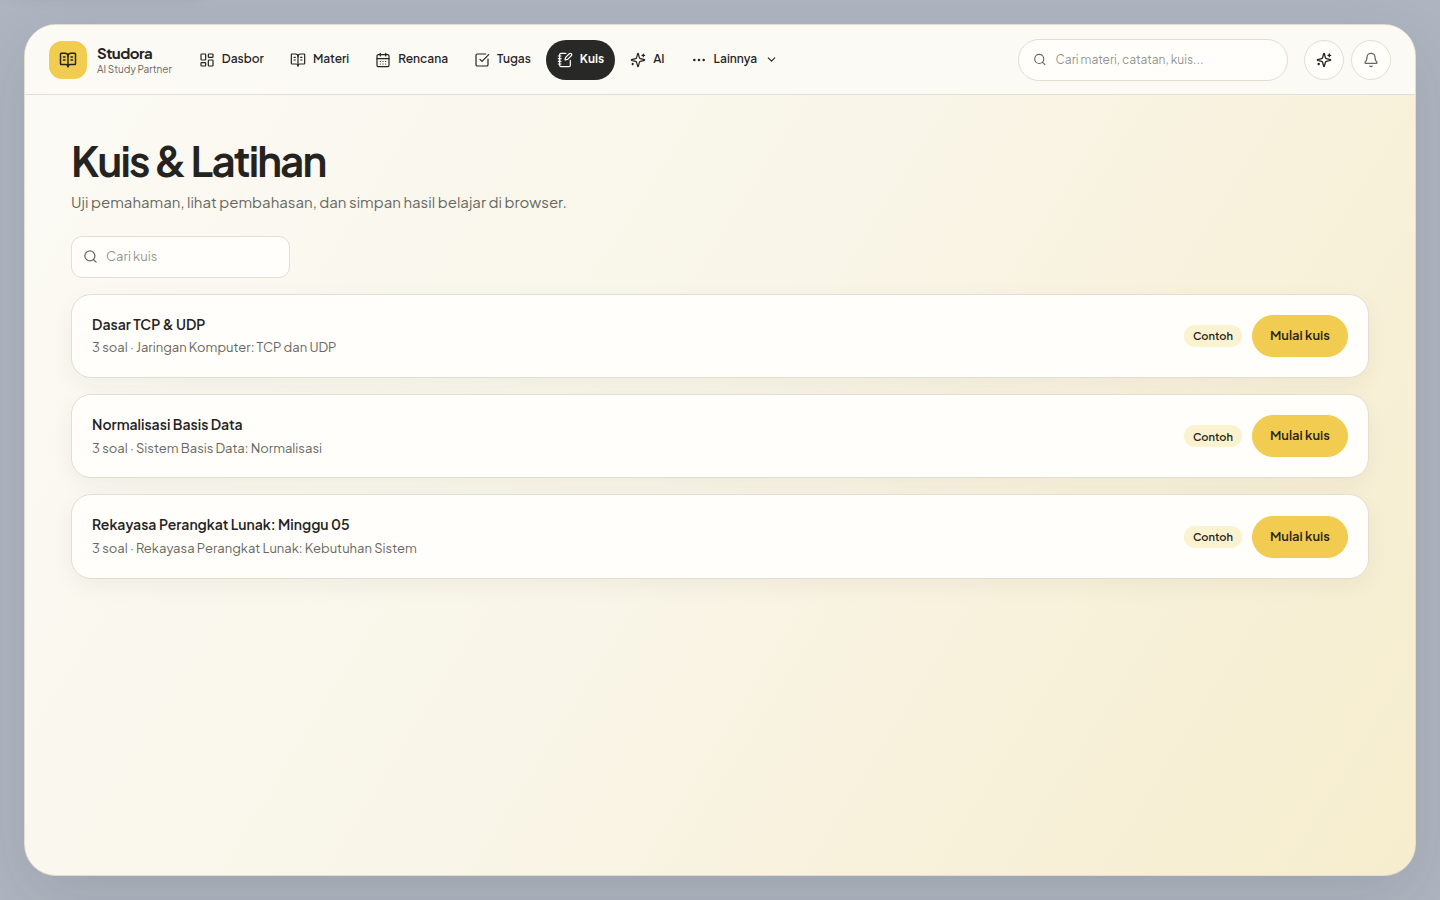 Studora
AI Study Partner
Dasbor
Materi
Rencana
Tugas
Kuis
AI
Lainnya
Cari materi, catatan, kuis...
Kuis & Latihan
Uji pemahaman, lihat pembahasan, dan simpan hasil belajar di browser.
Cari kuis
Dasar TCP & UDP
3 soal · Jaringan Komputer: TCP dan UDP
Contoh
Mulai kuis
Normalisasi Basis Data
3 soal · Sistem Basis Data: Normalisasi
Contoh
Mulai kuis
Rekayasa Perangkat Lunak: Minggu 05
3 soal · Rekayasa Perangkat Lunak: Kebutuhan Sistem
Contoh
Mulai kuis